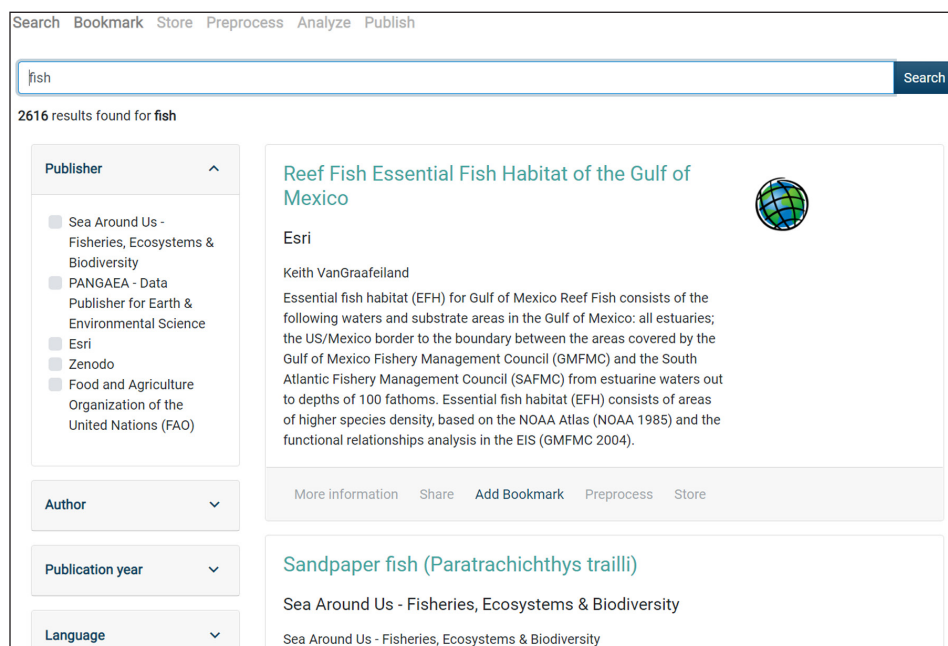 Search Bookmark Store Preprocess Analyze Publish
fish
Search
2616 results found for fish
Publisher
Sea Around Us -
Fisheries, Ecosystems &
Biodiversity
PANGAEA - Data
Publisher for Earth &
Environmental Science
Esri
Zenodo
Food and Agriculture
Organization of the
United Nations (FAO)
Author
Publication year
Language
Reef Fish Essential Fish Habitat of the Gulf of
Mexico
Esri
Keith VanGraafeiland
Essential fish habitat (EFH) for Gulf of Mexico Reef Fish consists of the
following waters and substrate areas in the Gulf of Mexico: all estuaries;
the US/Mexico border to the boundary between the areas covered by the
Gulf of Mexico Fishery Management Council (GMFMC) and the South
Atlantic Fishery Management Council (SAFMC) from estuarine waters out
to depths of 100 fathoms. Essential fish habitat (EFH) consists of areas
of higher species density, based on the NOAA Atlas (NOAA 1985) and the
functional relationships analysis in the EIS (GMFMC 2004).
More information Share Add Bookmark Preprocess Store
Sandpaper fish (Paratrachichthys trailli)
Sea Around Us - Fisheries, Ecosystems & Biodiversity
Sea Around Us - Fisheries, Ecosystems & Biodiversity